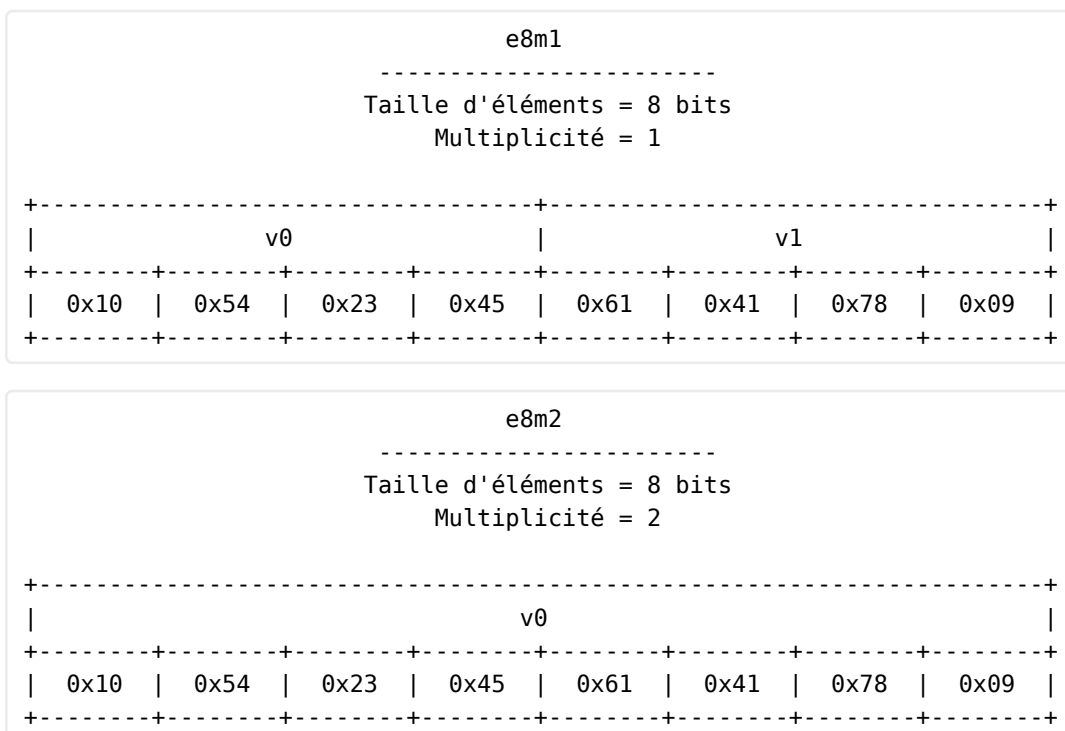 e8m1
------------------------
Taille d'éléments = 8 bits
Multiplicité = 1
+-----------------------------------+-----------------------------------+
|                v0                 |                v1                 |
+--------+--------+--------+--------+--------+--------+--------+--------+
|  0x10  |  0x54  |  0x23  |  0x45  |  0x61  |  0x41  |  0x78  |  0x09  |
+--------+--------+--------+--------+--------+--------+--------+--------+
e8m2
------------------------
Taille d'éléments = 8 bits
Multiplicité = 2
+-----------------------------------------------------------------------+
|                                  v0                                   |
+--------+--------+--------+--------+--------+--------+--------+--------+
|  0x10  |  0x54  |  0x23  |  0x45  |  0x61  |  0x41  |  0x78  |  0x09  |
+--------+--------+--------+--------+--------+--------+--------+--------+